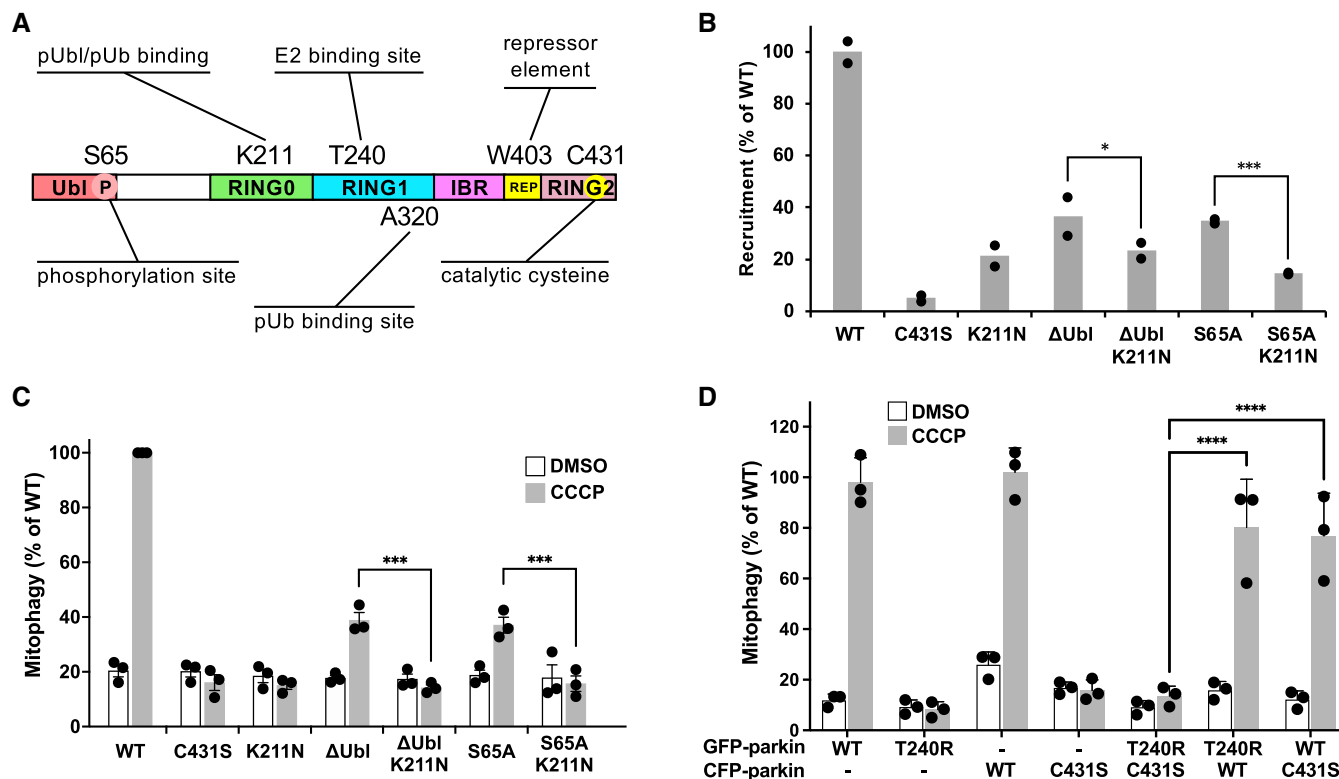 A
pUbl/pUb binding
E2 binding site
repressor
element
S65
K211
T240
W403
C431
Ubl
P
RING0
RING1
IBR
REP
RING2
A320
phosphorylation site
catalytic cysteine
pUb binding site
B
Recruitment (% of WT)
100
80
60
40
20
0
*
***
WT
C431S
K211N
ΔUbl
ΔUbl
K211N
S65A
S65A
K211N
C
Mitophagy (% of WT)
100
80
60
40
20
0
DMSO
CCCP
***
***
WT
C431S
K211N
ΔUbl
ΔUbl
K211N
S65A
S65A
K211N
D
Mitophagy (% of WT)
120
100
80
60
40
20
0
DMSO
CCCP
****
****
GFP-parkin WT T240R - - T240R T240R WT
CFP-parkin - - WT C431S C431S WT C431S